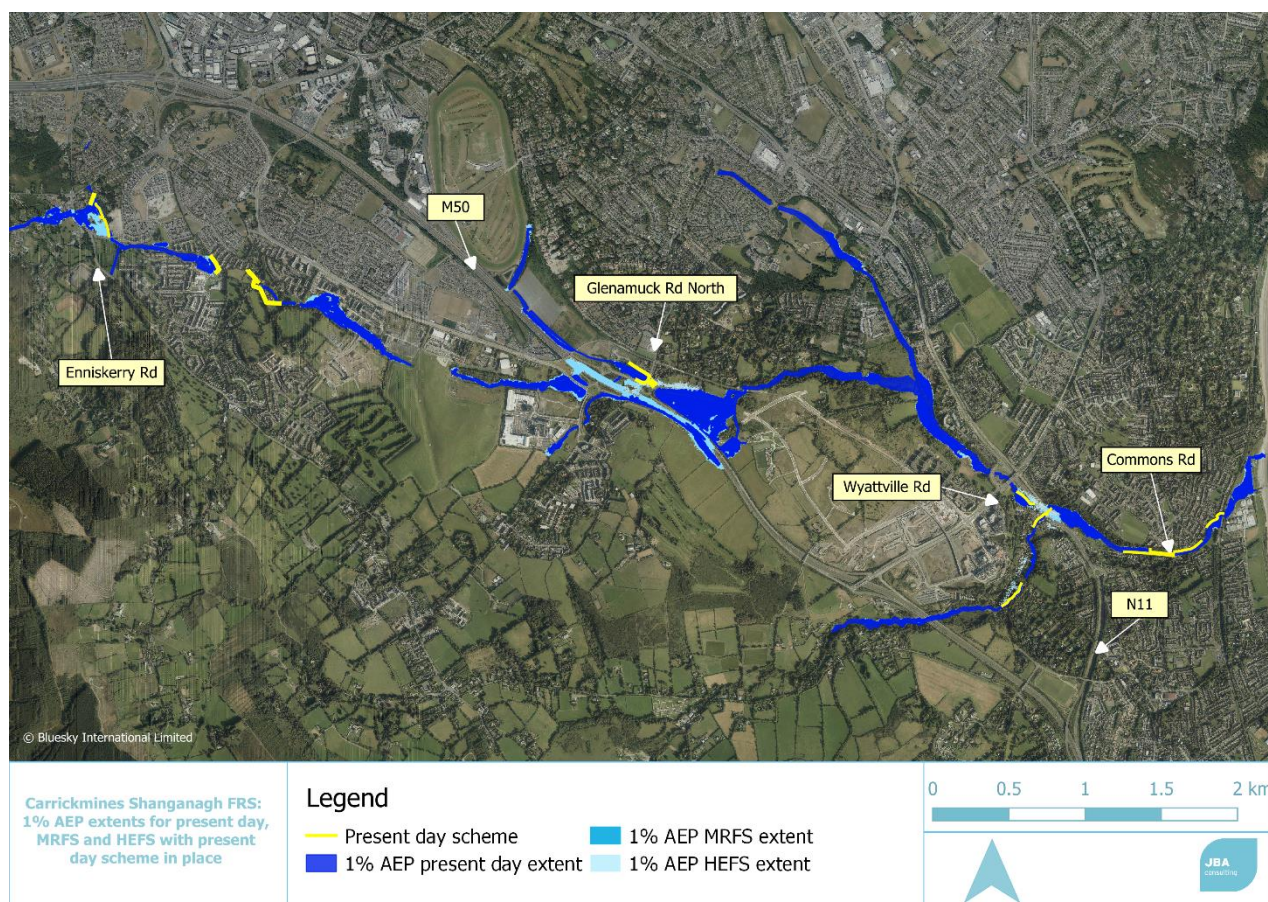 M50
Glenamuck Rd North
Enniskerry Rd
Wyattville Rd
Commons Rd
N11
© Bluesky International Limited
Carrickmines Shanganagh FRS:
1% AEP extents for present day,
MRFS and HEFS with present
day scheme in place
Legend
Present day scheme
1% AEP present day extent
1% AEP MRFS extent
1% AEP HEFS extent
0 0.5 1 1.5 2 km
JBA
consulting